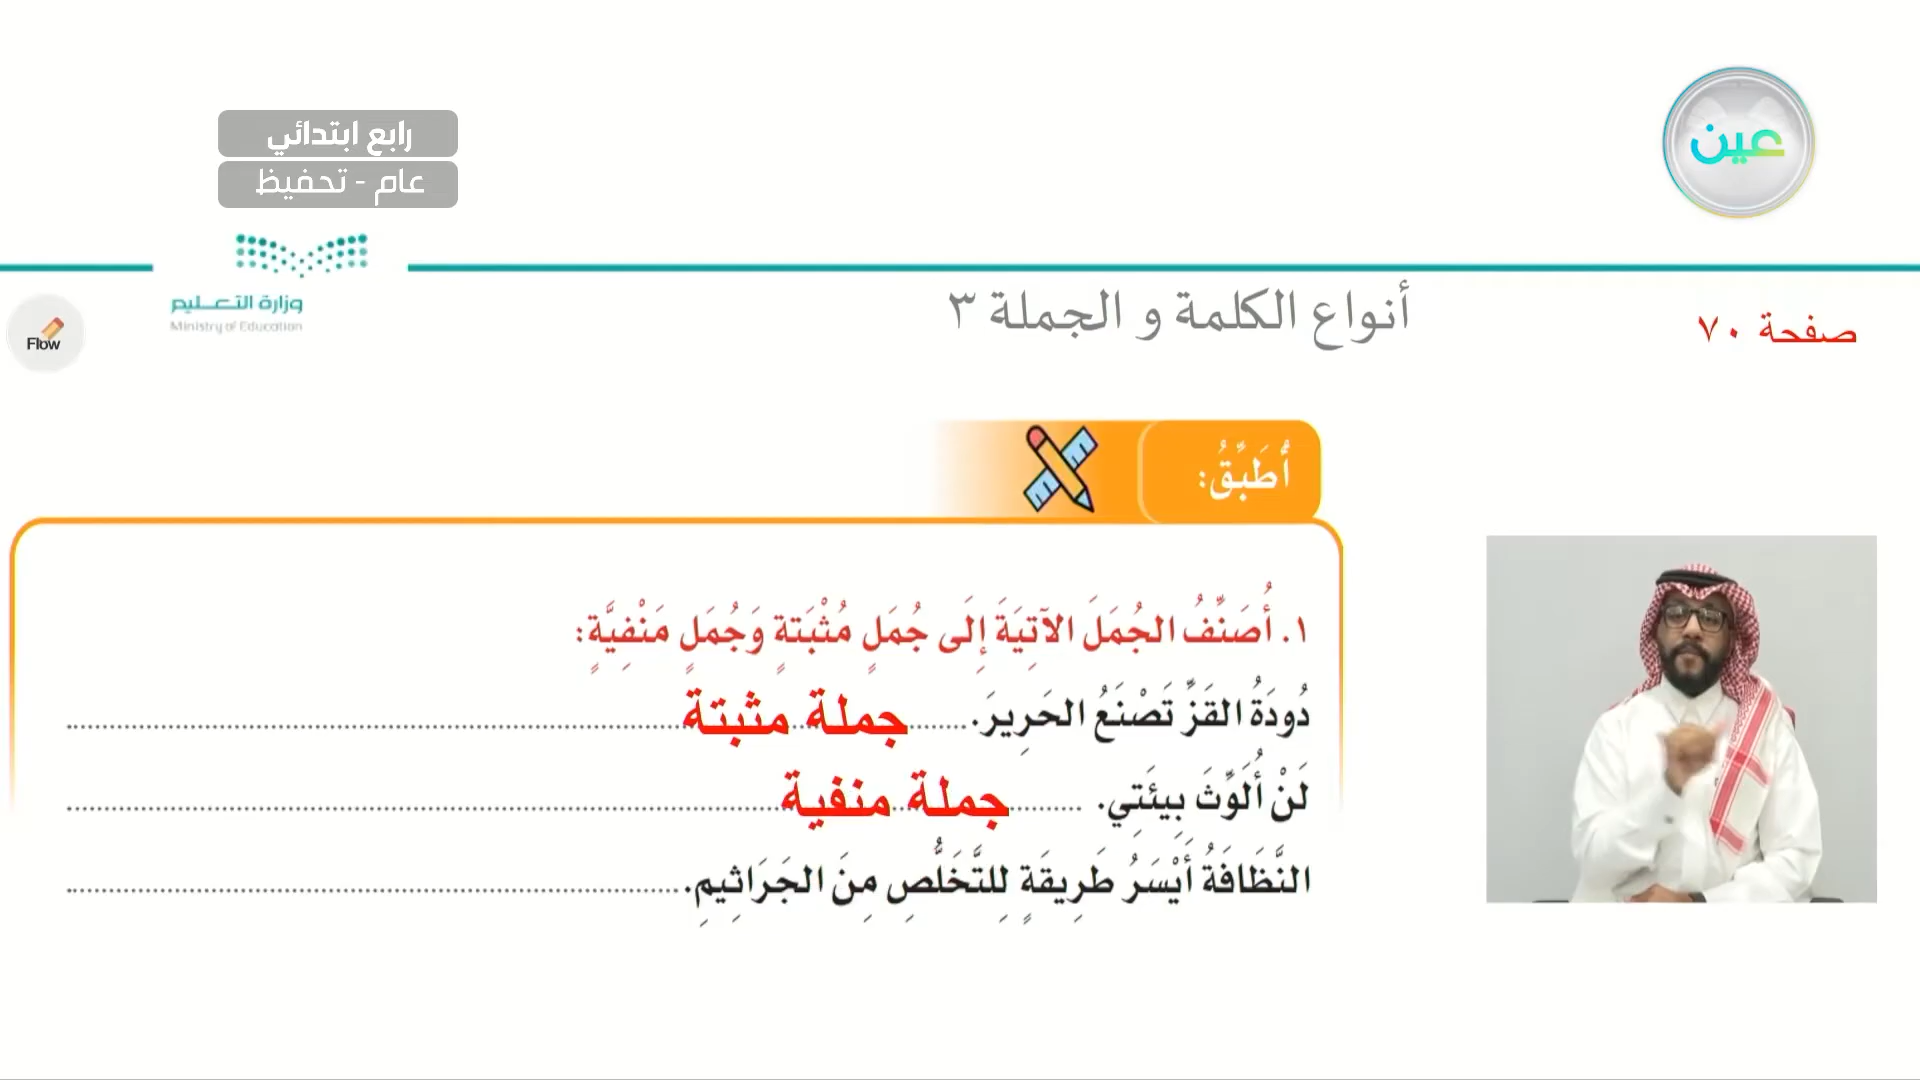 عين
رابع ابتدائي
عام - تحفيظ
وزارة التعليم
Ministry of Education
Flow
أنواع الكلمة و الجملة ٣
صفحة ٧٠
أُطَبِّقُ:
١. أُصَنِّفُ الجُمَلَ الآتِيَةَ إِلَى جُمَلٍ مُثْبَتةٍ وَجُمَلٍ مَنْفِيَّةٍ:
دُودَةُ القَزِّ تَصْنَعُ الحَرِيرَ. جملة مثبتة
لَنْ أُلَوِّثَ بِيئَتِي. جملة منفية
النَّظَافَةُ أَيْسَرُ طَرِيقَةٍ لِلتَّخَلُّصِ مِنَ الجَرَاثِيمِ.